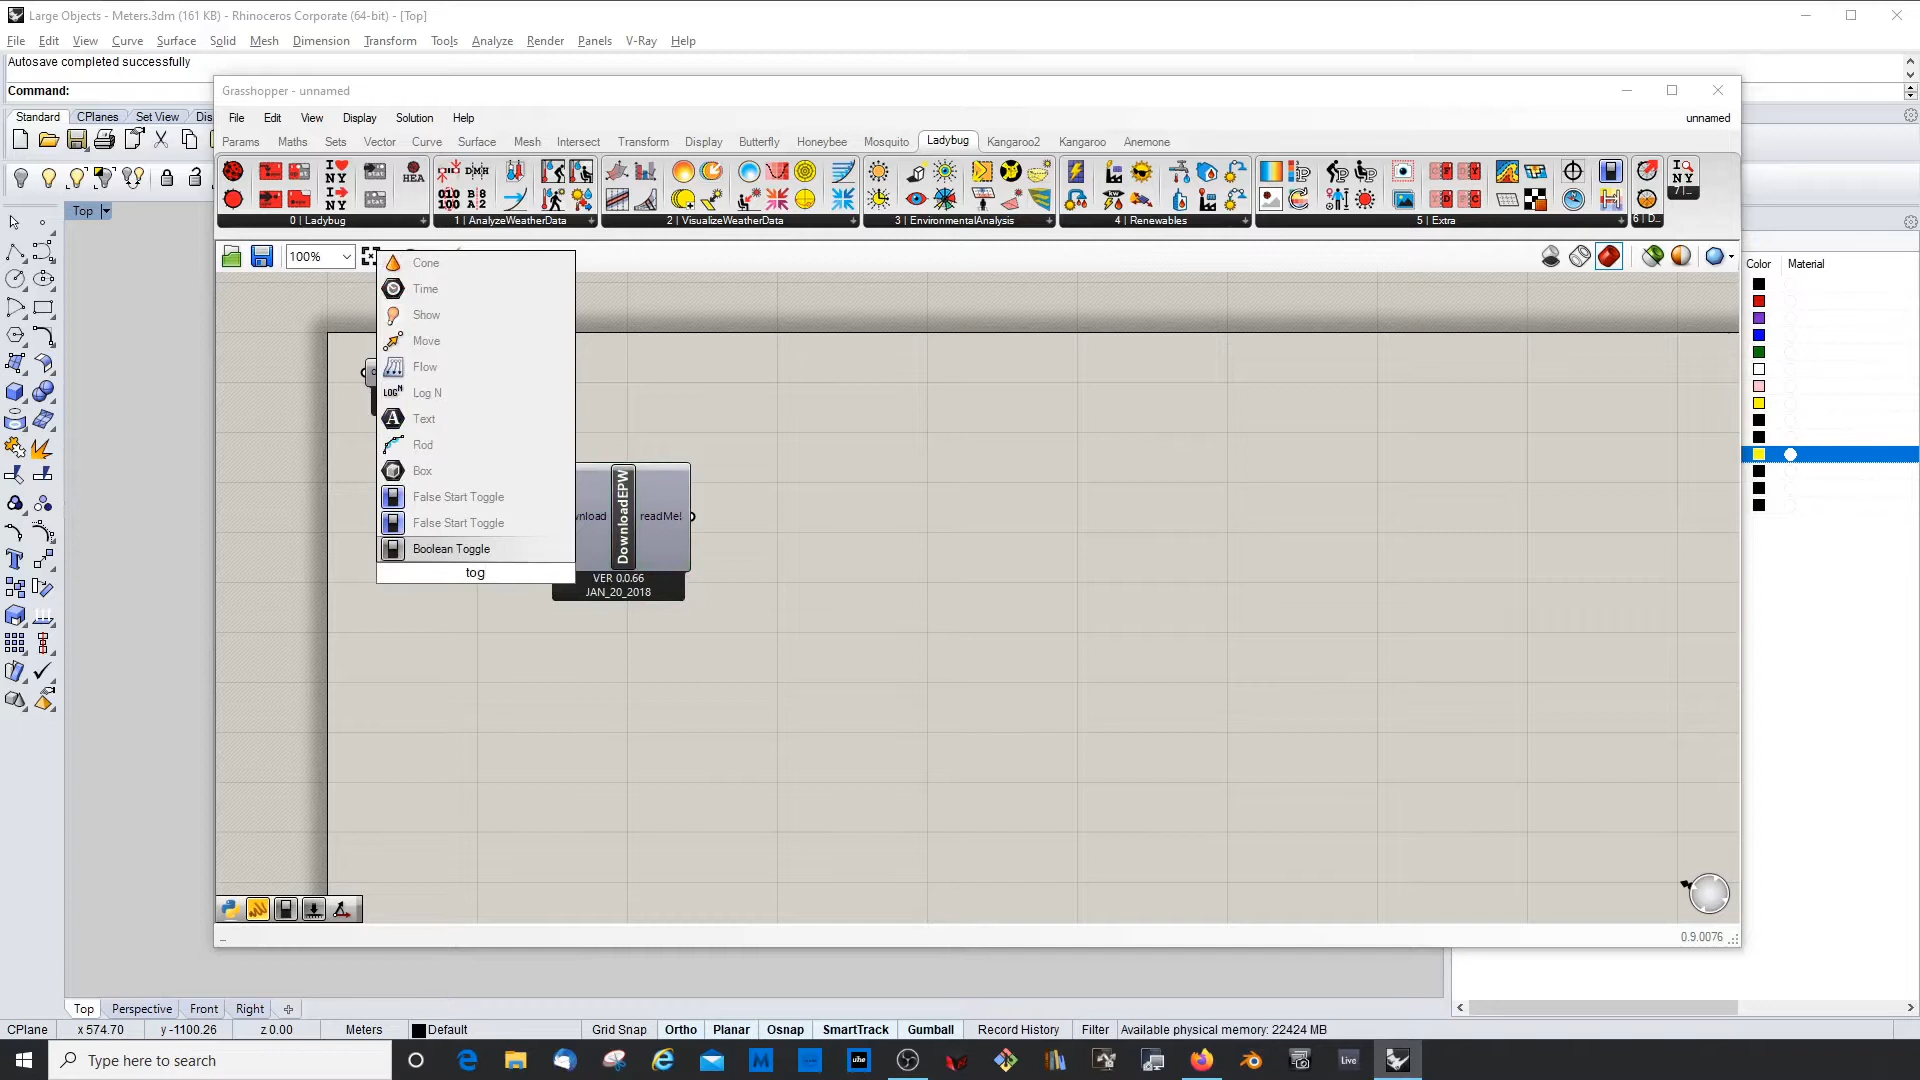 Large Objects - Meters.3dm (161 KB) - Rhinoceros Corporate (64-bit) - [Top]
File Edit View Curve Surface Solid Mesh Dimension Transform Tools Analyze Render Panels V-Ray Help
Autosave completed successfully
Command:
Standard CPlanes Set View Dis
Grasshopper - unnamed
File Edit View Display Solution Help
unnamed
Params Maths Sets Vector Curve Surface Mesh Intersect Transform Display Butterfly Honeybee Mosquito Ladybug Kangaroo2 Kangaroo Anemone
0 | Ladybug
1 | AnalyzeWeatherData
2 | VisualizeWeatherData
3 | EnvironmentalAnalysis
4 | Renewables
5 | Extra
6 | D...
7 |...
Top
100%
Color Material
Cone
Time
Show
Move
Flow
Log N
Text
Rod
Box
False Start Toggle
False Start Toggle
Boolean Toggle
tog
wnload
DownloadEPW
readMe!
VER 0.0.66
JAN_20_2018
0.9.0076
Top Perspective Front Right
CPlane x 574.70 y -1100.26 z 0.00 Meters Default Grid Snap Ortho Planar Osnap SmartTrack Gumball Record History Filter Available physical memory: 22424 MB
Type here to search
Live